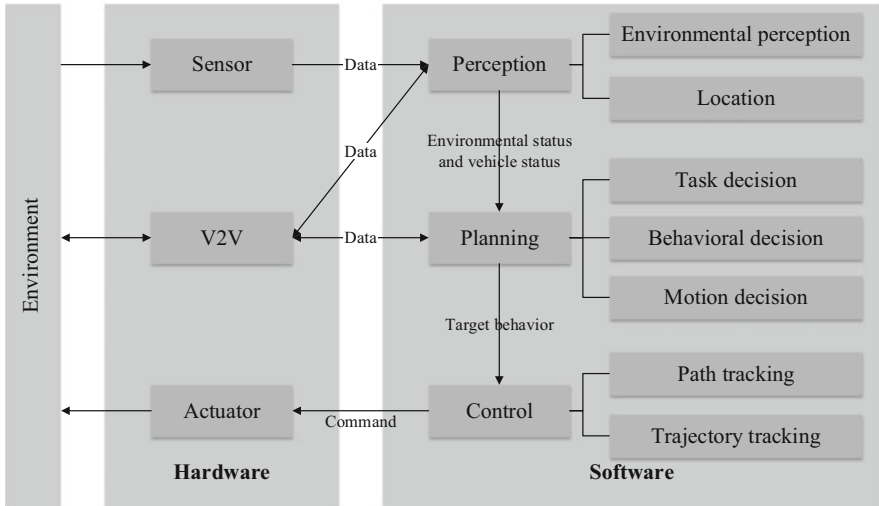 Environment
Sensor
Data
Perception
Environmental perception
Location
Data
Environmental status
and vehicle status
V2V
Data
Planning
Task decision
Behavioral decision
Motion decision
Target behavior
Actuator
Command
Control
Path tracking
Trajectory tracking
Hardware
Software